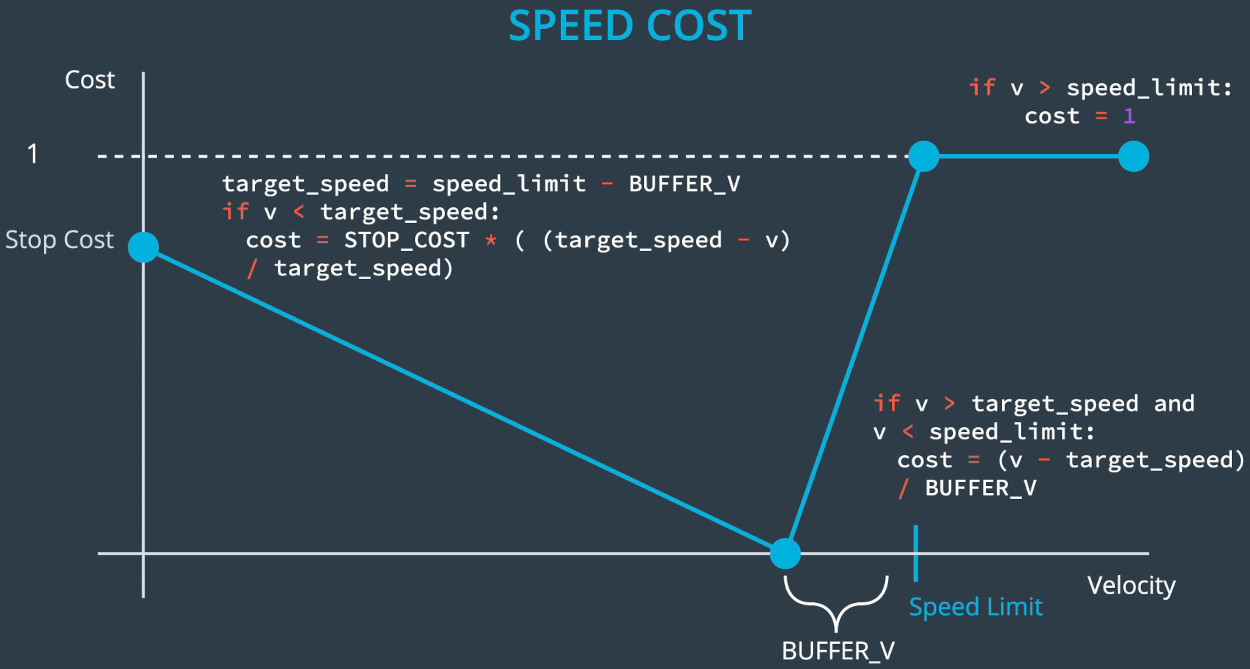 SPEED COST
Cost
if v > speed_limit:
cost = 1
1
target_speed = speed_limit - BUFFER_V
if v < target_speed:
Stop Cost
cost = STOP_COST * ( (target_speed - v)
/ target_speed)
if v > target_speed and
v < speed_limit:
cost = (v - target_speed)
/ BUFFER_V
Velocity
Speed Limit
BUFFER_V